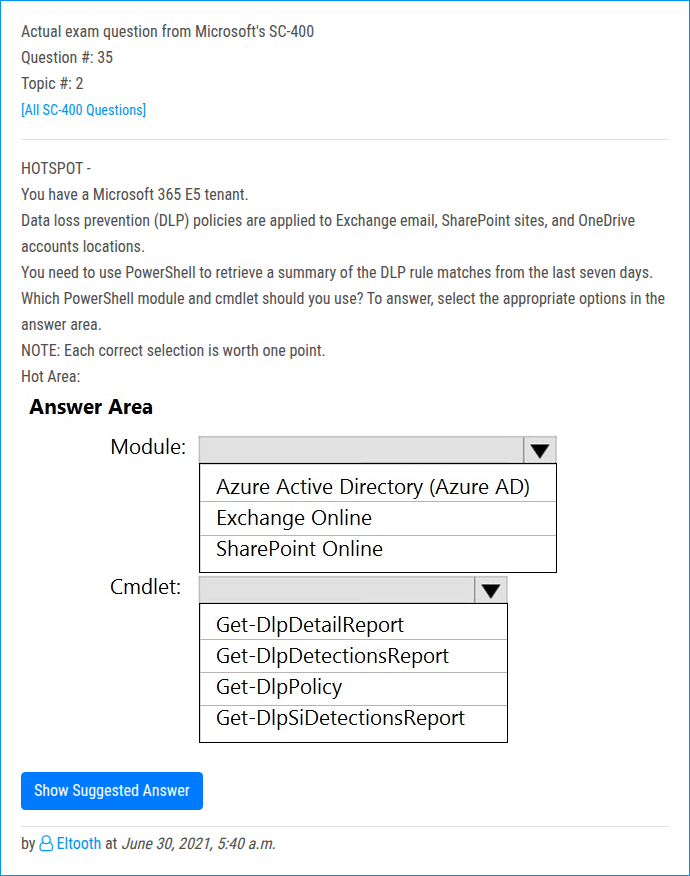 Actual exam question from Microsoft's SC-400
Question #: 35
Topic #: 2
[All SC-400 Questions]
HOTSPOT -
You have a Microsoft 365 E5 tenant.
Data loss prevention (DLP) policies are applied to Exchange email, SharePoint sites, and OneDrive
accounts locations.
You need to use PowerShell to retrieve a summary of the DLP rule matches from the last seven days.
Which PowerShell module and cmdlet should you use? To answer, select the appropriate options in the
answer area.
NOTE: Each correct selection is worth one point.
Hot Area:
Answer Area
Module:
Azure Active Directory (Azure AD)
Exchange Online
SharePoint Online
Cmdlet:
Get-DlpDetailReport
Get-DlpDetectionsReport
Get-DlpPolicy
Get-DlpSiDetectionsReport
Show Suggested Answer
by Eltooth at June 30, 2021, 5:40 a.m.